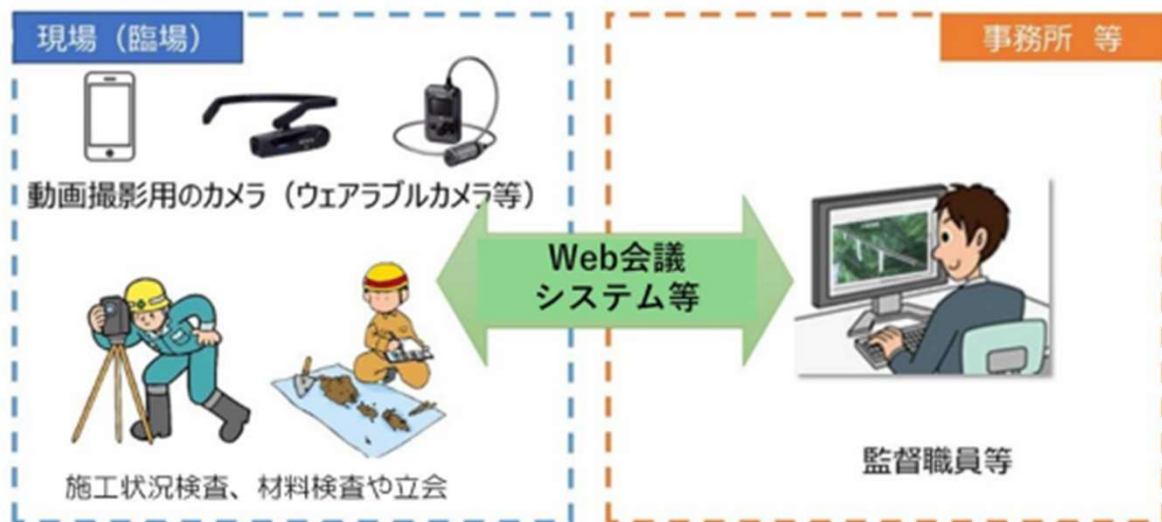 現場（臨場）
事務所 等
動画撮影用のカメラ（ウェアラブルカメラ等）
Web会議
システム等
施工状況検査、材料検査や立会
監督職員等